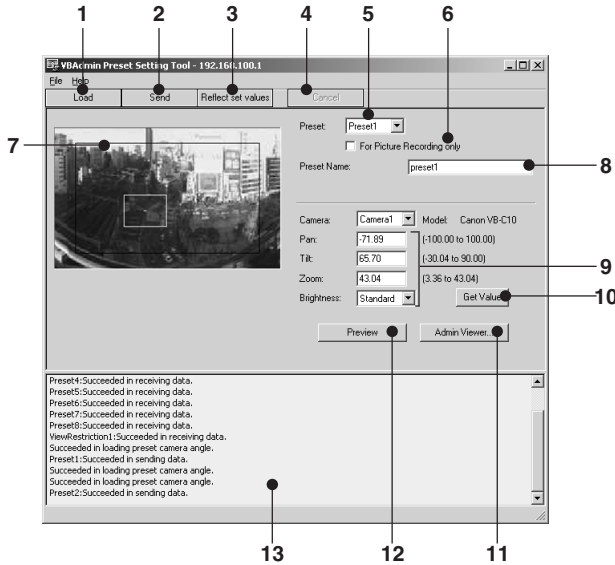 1 2 3 4 5 6
VBAdmin Preset Setting Tool - 192.168.100.1
File Help
Load Send Reflect set values Cancel
7
Preset: Preset1
For Picture Recording only
Preset Name: preset1
8
Camera: Camera1 Model: Canon VB-C10
Pan: -71.89 (-100.00 to 100.00)
Tilt: 65.70 (-30.04 to 90.00)
9
Zoom: 43.04 (3.36 to 43.04)
Brightness: Standard Get Value
10
Preview Admin Viewer...
Preset4:Succeeded in receiving data.
Preset5:Succeeded in receiving data.
Preset6:Succeeded in receiving data.
Preset7:Succeeded in receiving data.
Preset8:Succeeded in receiving data.
ViewRestriction1:Succeeded in receiving data.
Succeeded in loading preset camera angle.
Preset1:Succeeded in sending data.
Succeeded in loading preset camera angle.
Succeeded in loading preset camera angle.
Preset2:Succeeded in sending data.
13 12 11